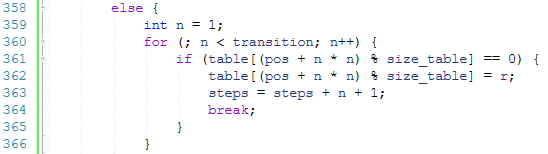 358 else {
359 int n = 1;
360 for (; n < transition; n++) {
361 if (table[(pos + n * n) % size_table] == 0) {
362 table[(pos + n * n) % size_table] = r;
363 steps = steps + n + 1;
364 break;
365 }
366 }